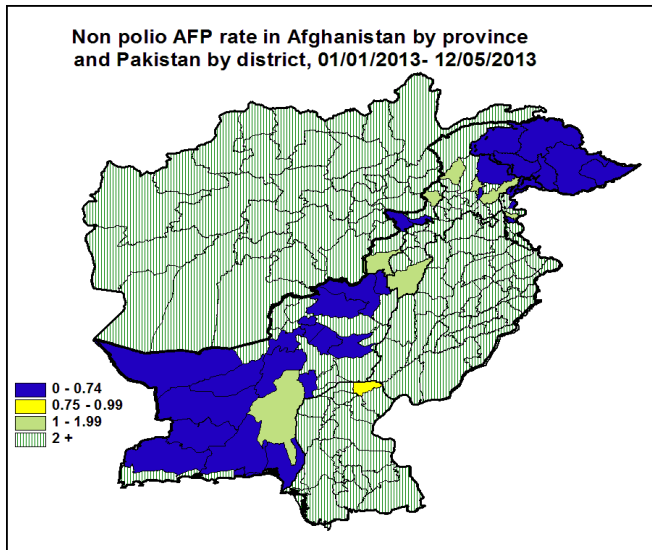 Non polio AFP rate in Afghanistan by province
and Pakistan by district, 01/01/2013- 12/05/2013
0 - 0.74
0.75 - 0.99
1 - 1.99
2 +